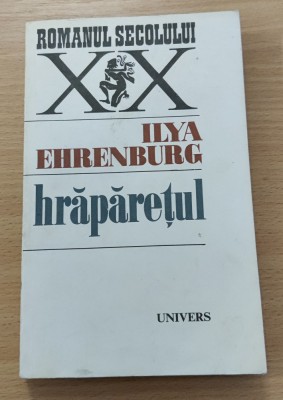 ROMANUL SECOLULUI
XX
ILYA
EHRENBURG
hrăpărețul
UNIVERS